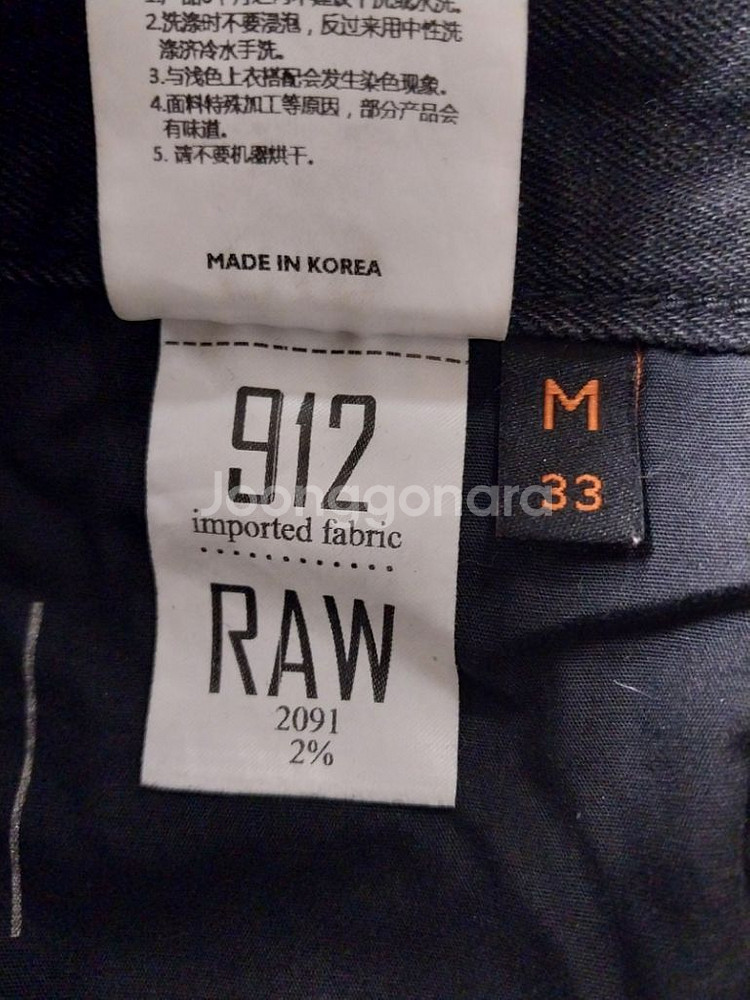 2.洗涤时不要浸泡，反过来用中性洗
涤济冷水手洗。
3.与浅色上衣搭配会发生染色现象。
4.面料特殊加工等原因，部分产品会
有味道。
5. 请不要机器烘干。
MADE IN KOREA
912
imported fabric
RAW
2091
2%
M
33
Joonggonara